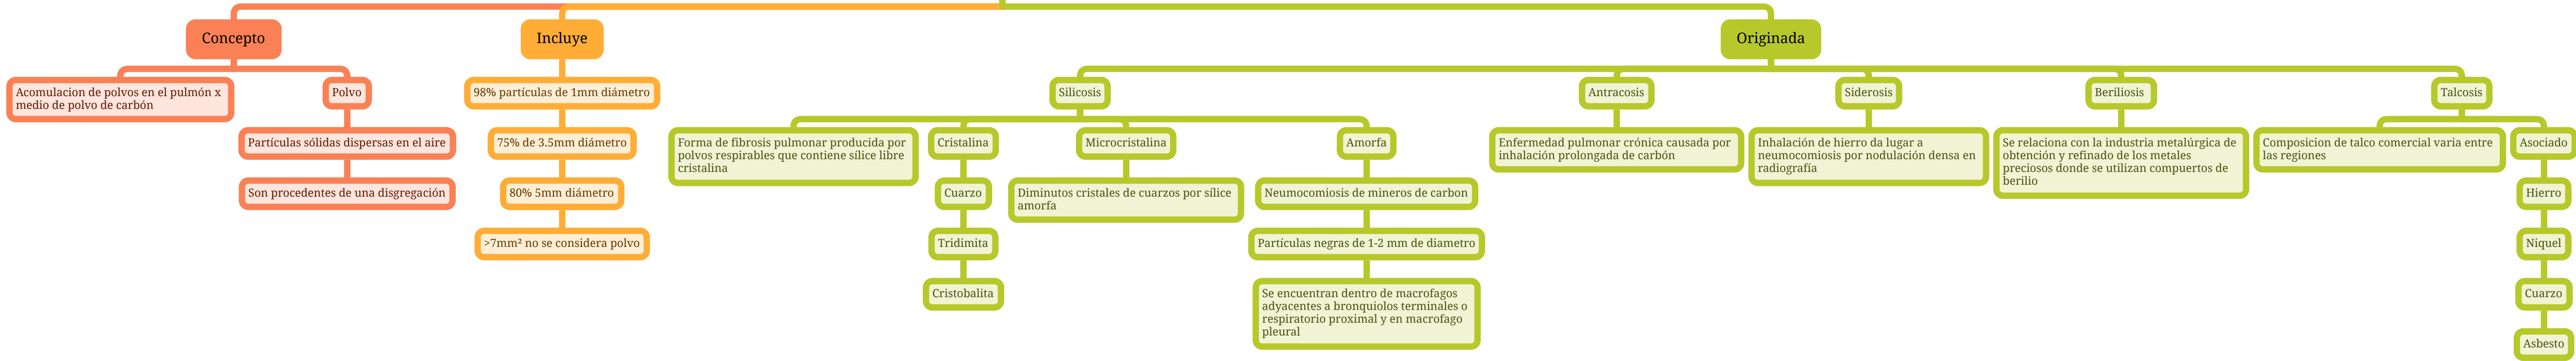 Concepto
Incluye
Originada
Acomulacion de polvos en el pulmón x
medio de polvo de carbón
Polvo
Partículas sólidas dispersas en el aire
Son procedentes de una disgregación
98% partículas de 1mm diámetro
75% de 3.5mm diámetro
80% 5mm diámetro
>7mm² no se considera polvo
Silicosis
Forma de fibrosis pulmonar producida por
polvos respirables que contiene sílice libre
cristalina
Cristalina
Cuarzo
Tridimita
Cristobalita
Microcristalina
Diminutos cristales de cuarzos por sílice
amorfa
Amorfa
Neumocomiosis de mineros de carbon
Partículas negras de 1-2 mm de diametro
Se encuentran dentro de macrofagos
adyacentes a bronquiolos terminales o
respiratorio proximal y en macrofago
pleural
Antracosis
Enfermedad pulmonar crónica causada por
inhalación prolongada de carbón
Siderosis
Inhalación de hierro da lugar a
neumocomiosis por nodulación densa en
radiografía
Beriliosis
Se relaciona con la industria metalúrgica de
obtención y refinado de los metales
preciosos donde se utilizan compuertos de
berilio
Talcosis
Composicion de talco comercial varia entre
las regiones
Asociado
Hierro
Niquel
Cuarzo
Asbesto